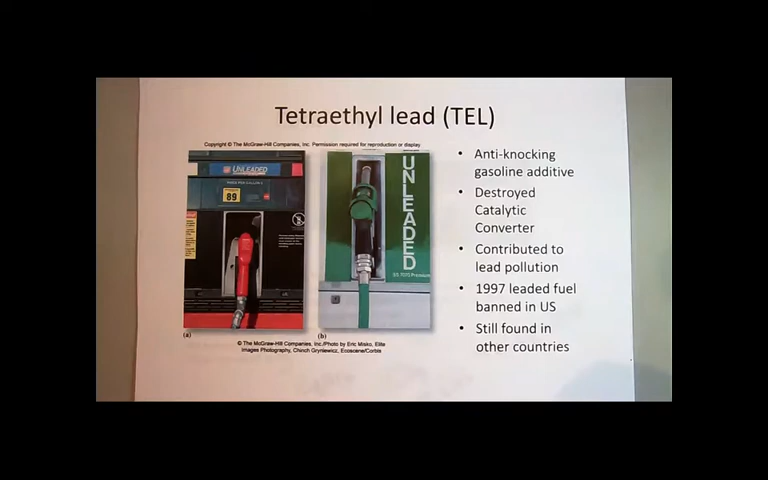 Tetraethyl lead (TEL)
Copyright © The McGraw-Hill Companies, Inc. Permission required for reproduction or display
UNLEADED
89
UNLEADED
• Anti-knocking
gasoline additive
• Destroyed
Catalytic
Converter
• Contributed to
lead pollution
• 1997 leaded fuel
banned in US
• Still found in
other countries
(a)
(b)
© The McGraw-Hill Companies, Inc./Photo by Eric Misko, Elite
Images Photography, Chinch Gryniewicz, Ecoscene/Corbis